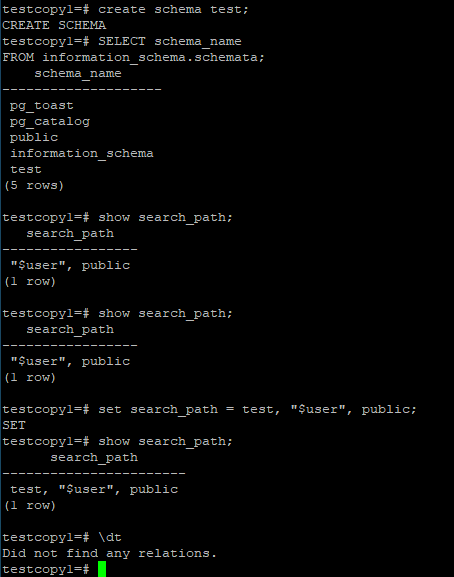 testcopy1=# create schema test;
CREATE SCHEMA
testcopy1=# SELECT schema_name
FROM information_schema.schemata;
    schema_name
--------------------
 pg_toast
 pg_catalog
 public
 information_schema
 test
(5 rows)

testcopy1=# show search_path;
   search_path
-----------------
 "$user", public
(1 row)

testcopy1=# show search_path;
   search_path
-----------------
 "$user", public
(1 row)

testcopy1=# set search_path = test, "$user", public;
SET
testcopy1=# show search_path;
      search_path
-----------------------
 test, "$user", public
(1 row)

testcopy1=# \dt
Did not find any relations.
testcopy1=#